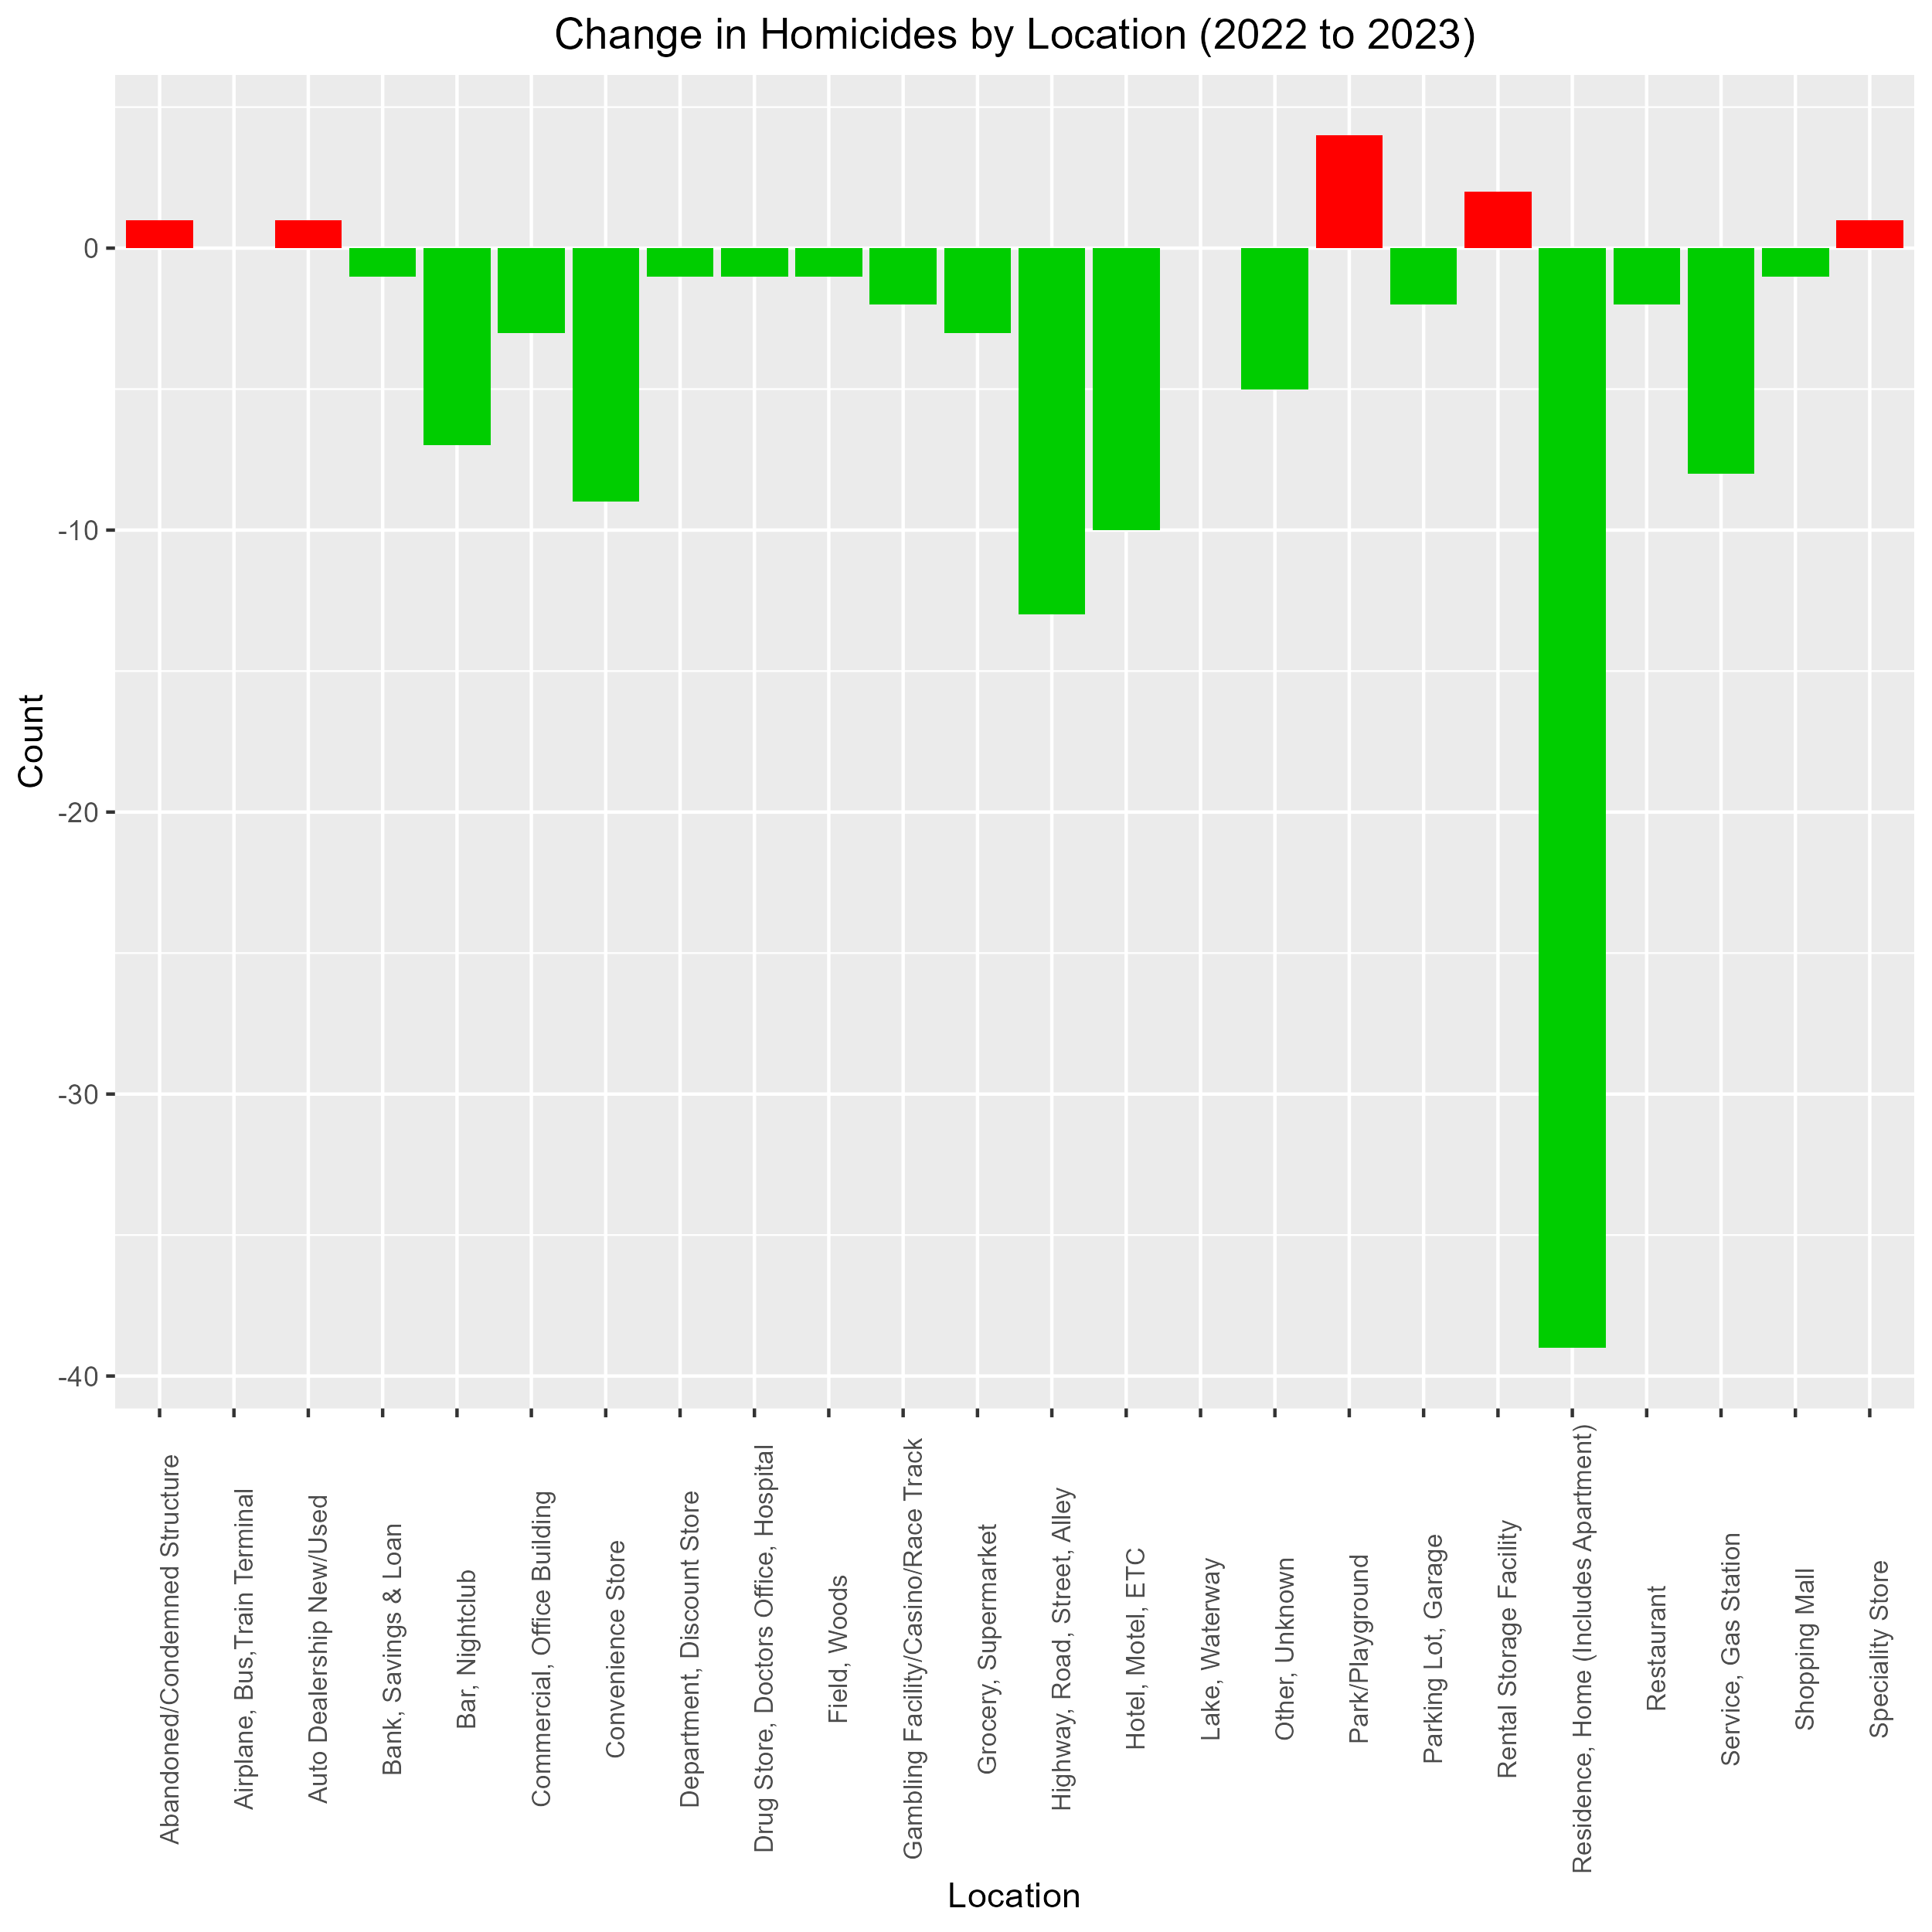 Change in Homicides by Location (2022 to 2023)
Count
0
-10
-20
-30
-40
Abandoned/Condemned Structure
Airplane, Bus,Train Terminal
Auto Dealership New/Used
Bank, Savings & Loan
Bar, Nightclub
Commercial, Office Building
Convenience Store
Department, Discount Store
Drug Store, Doctors Office, Hospital
Field, Woods
Gambling Facility/Casino/Race Track
Grocery, Supermarket
Highway, Road, Street, Alley
Hotel, Motel, ETC
Lake, Waterway
Other, Unknown
Park/Playground
Parking Lot, Garage
Rental Storage Facility
Residence, Home (Includes Apartment)
Restaurant
Service, Gas Station
Shopping Mall
Speciality Store
Location